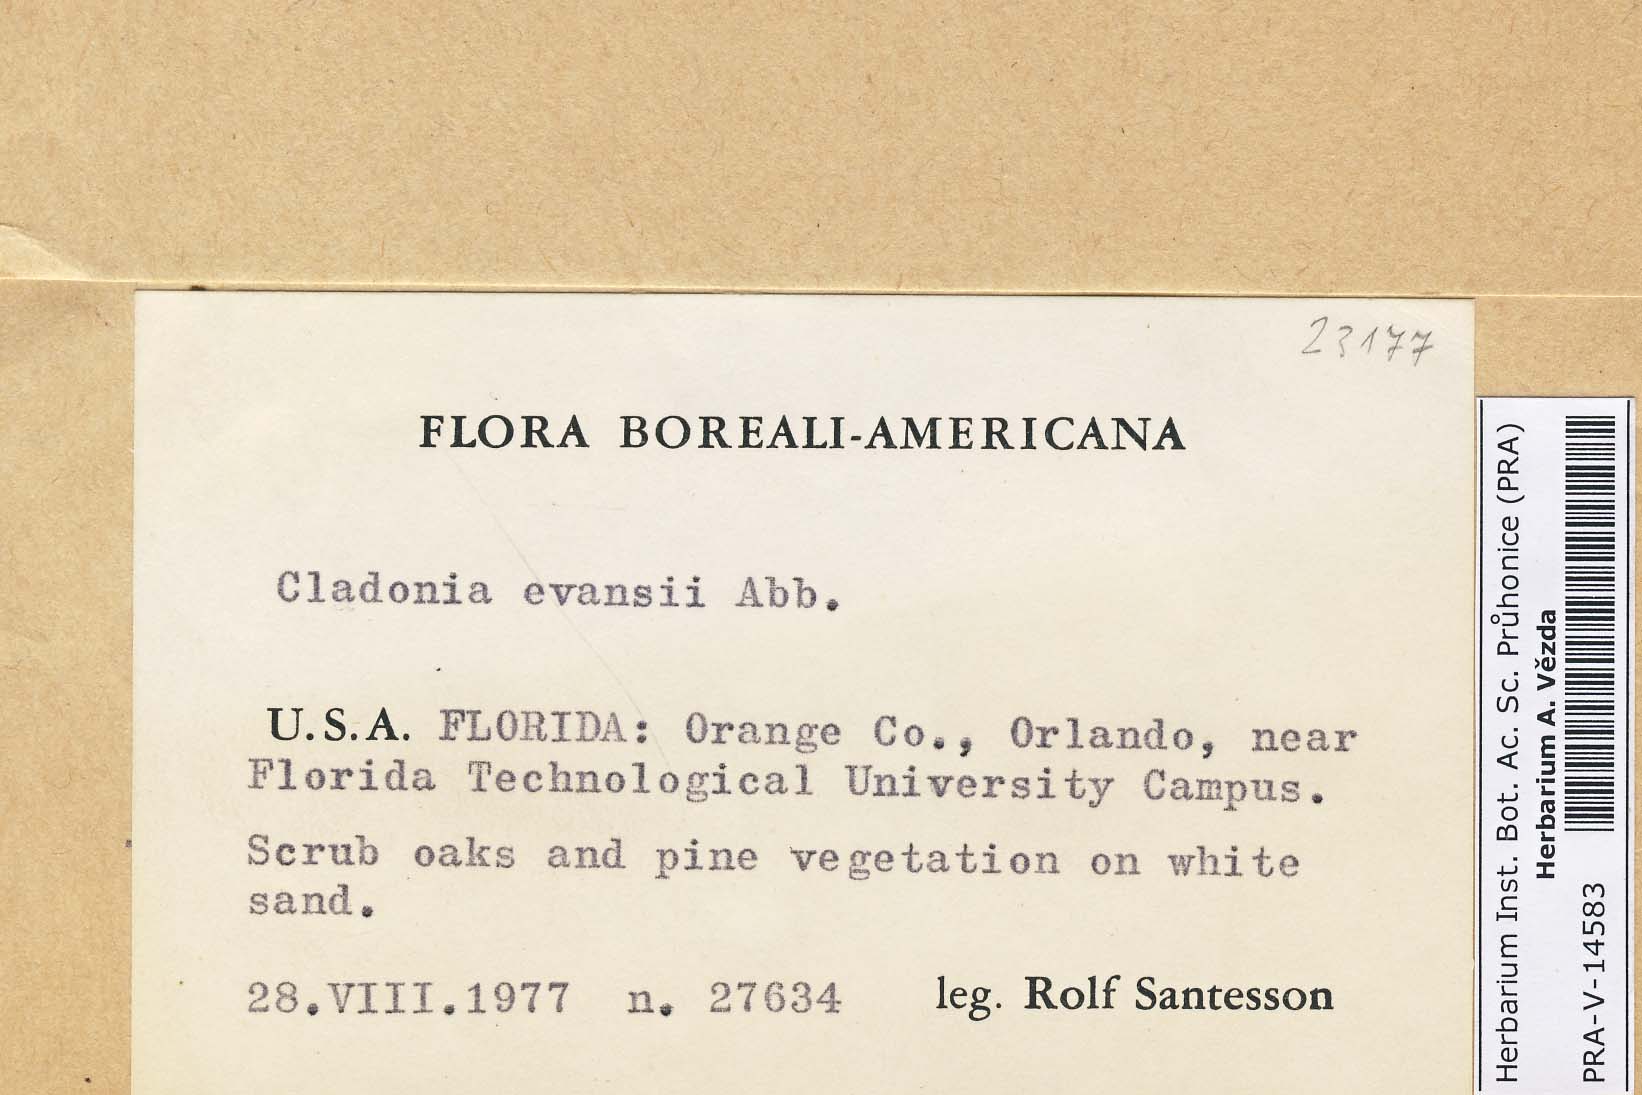 23177
FLORA BOREALI-AMERICANA
Cladonia evansii Abb.
U.S.A. FLORIDA: Orange Co., Orlando, near
Florida Technological University Campus.
Scrub oaks and pine vegetation on white
sand.
28.VIII.1977 n. 27634 leg. Rolf Santesson
Herbarium Inst. Bot. Ac. Sc. Průhonice (PRA)
Herbarium A. Vězda
PRA-V-14583